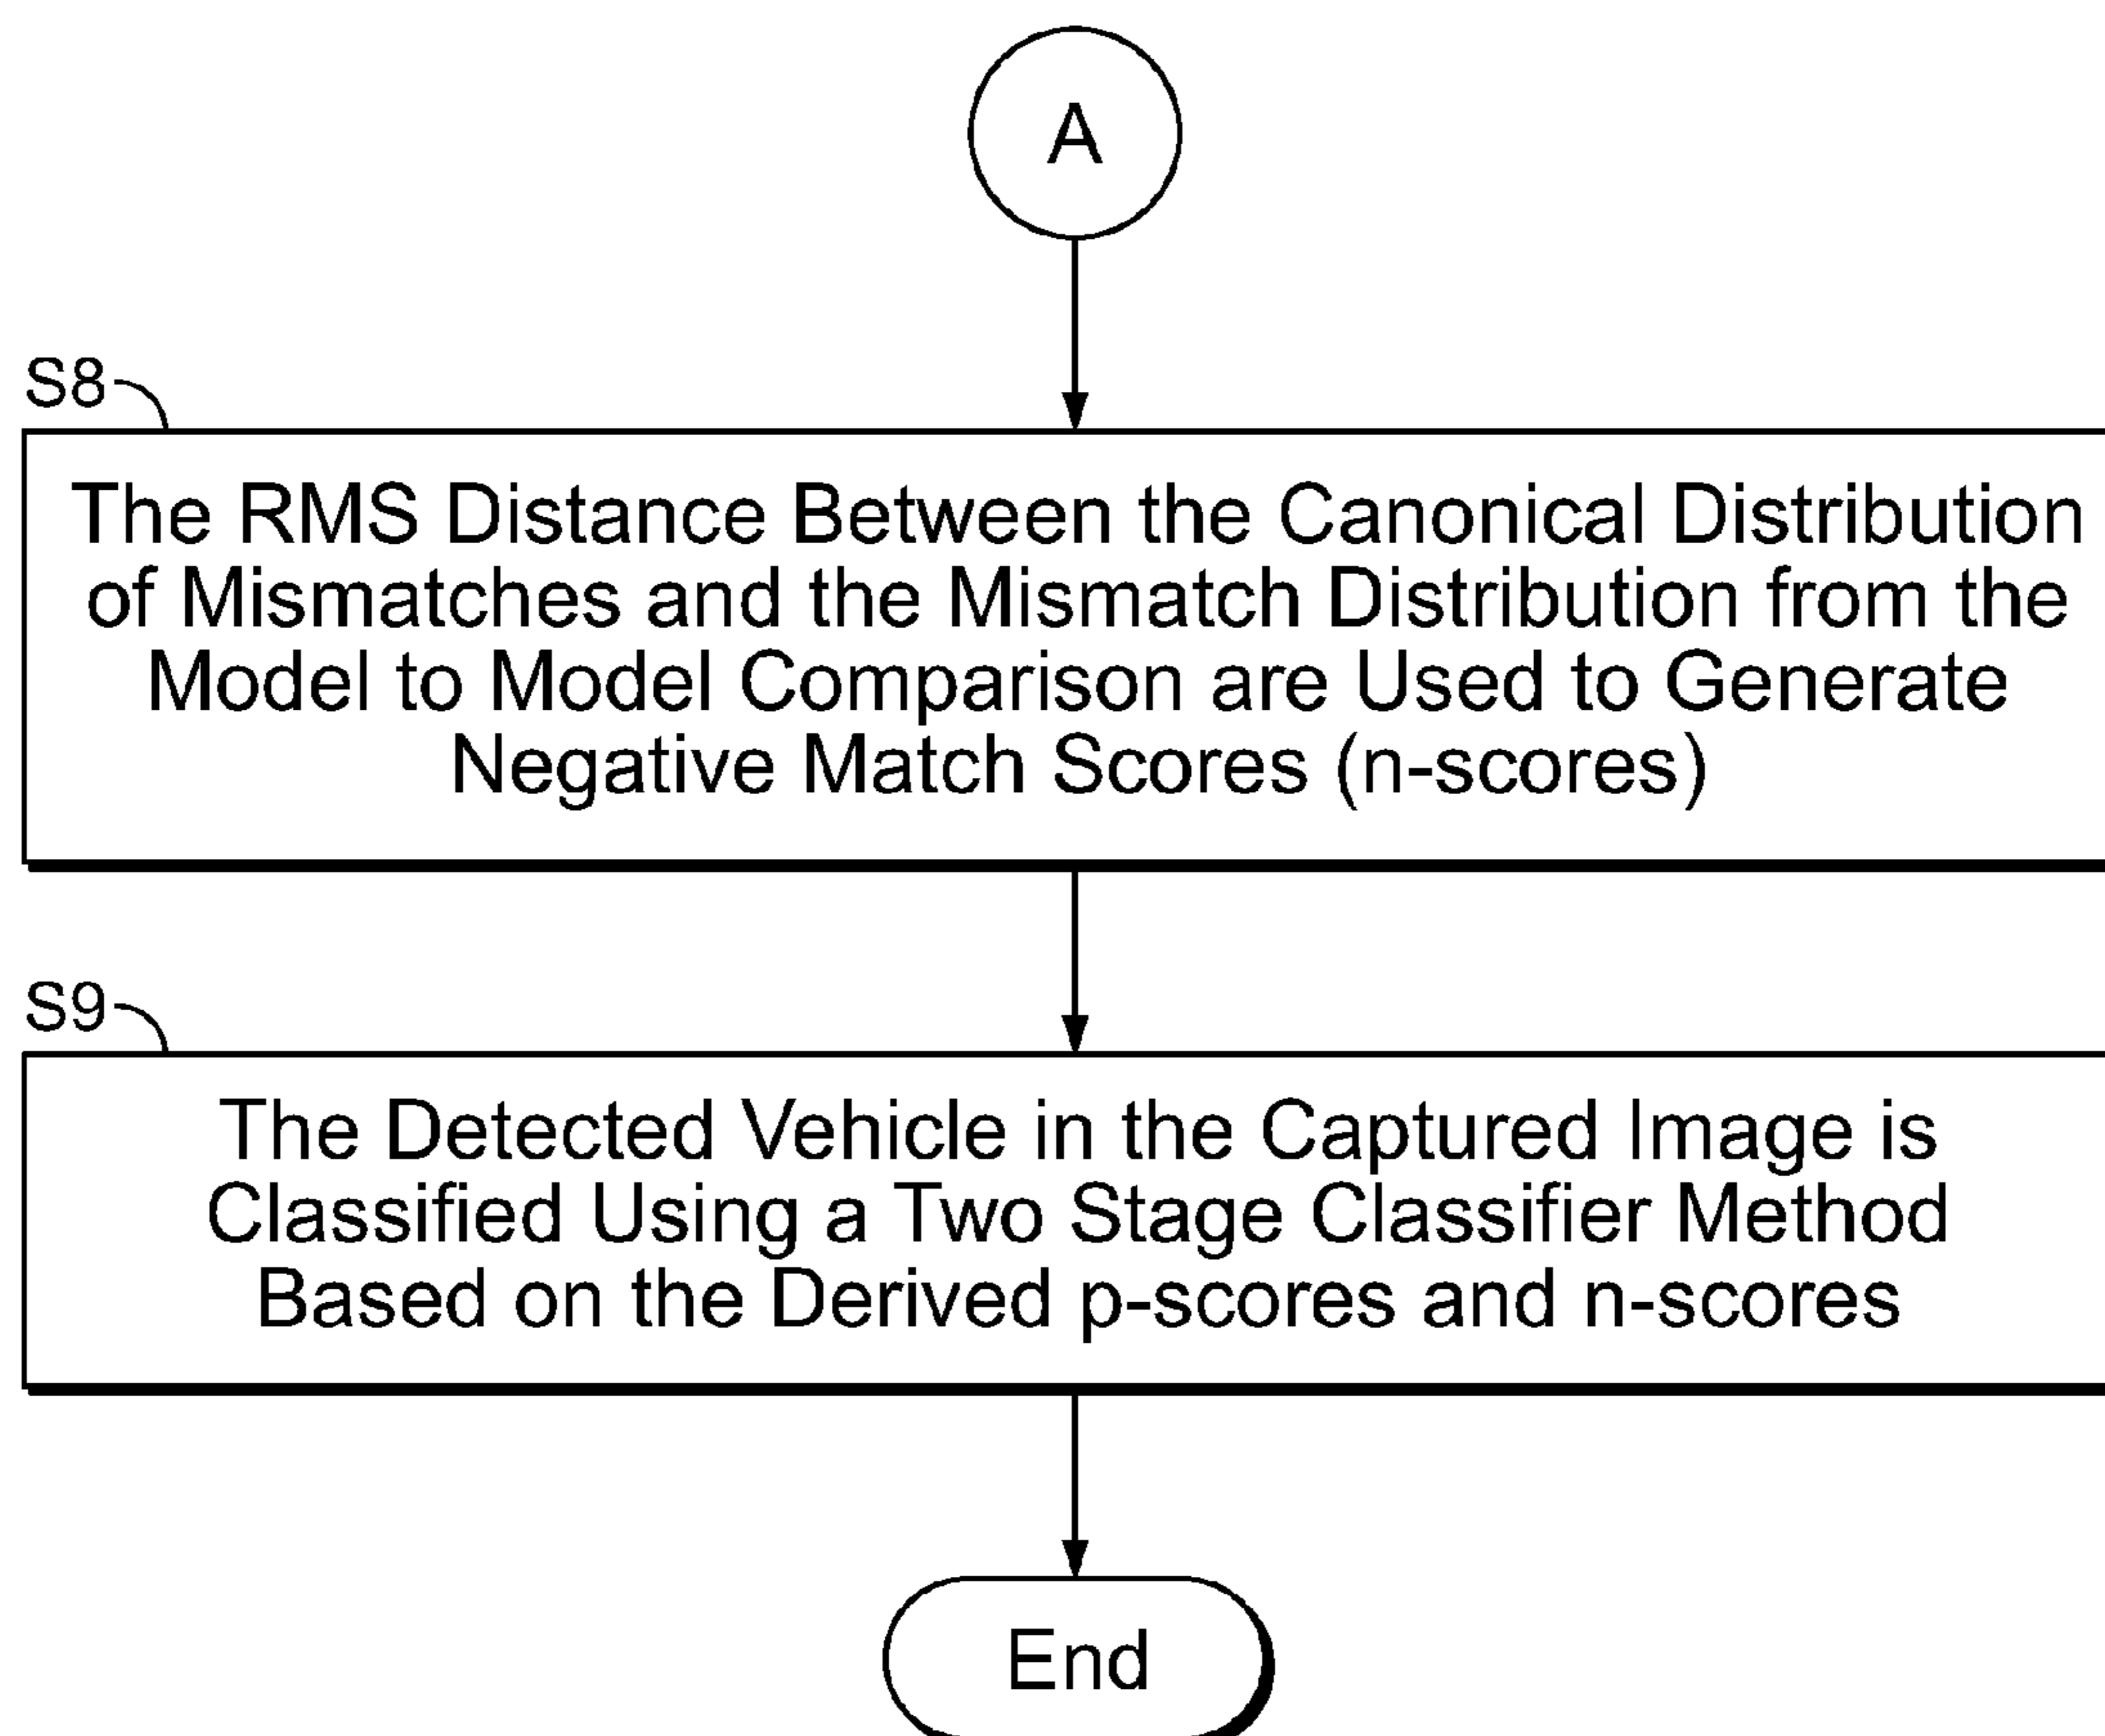 A
S8
The RMS Distance Between the Canonical Distribution
of Mismatches and the Mismatch Distribution from the
Model to Model Comparison are Used to Generate
Negative Match Scores (n-scores)
S9
The Detected Vehicle in the Captured Image is
Classified Using a Two Stage Classifier Method
Based on the Derived p-scores and n-scores
End